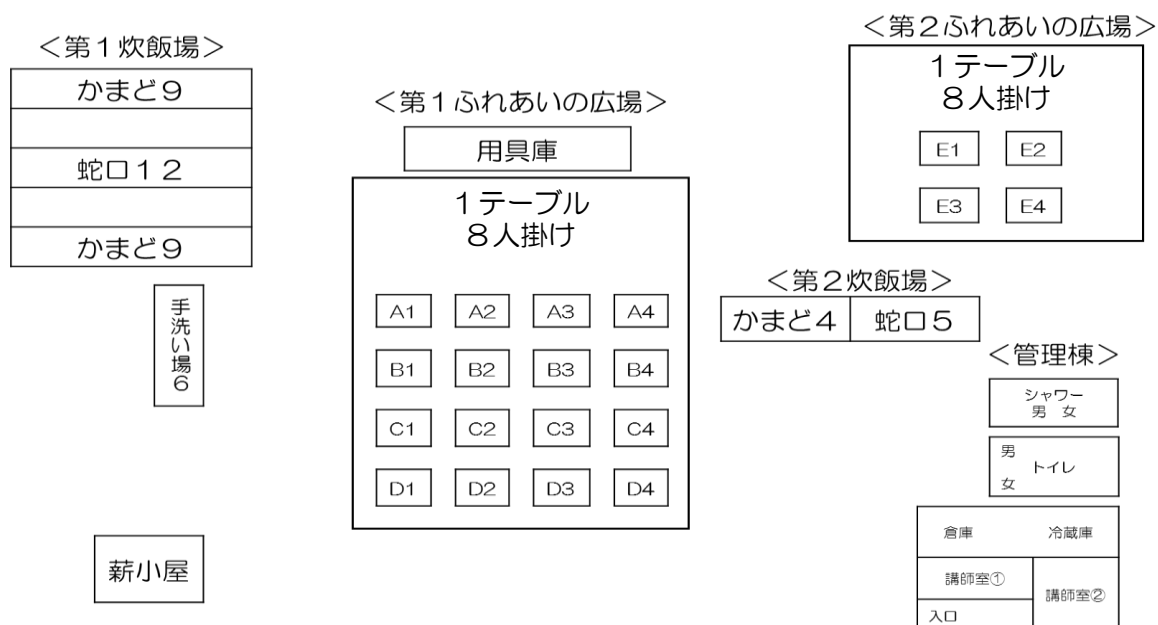 ＜第１炊飯場＞
かまど９
蛇口１２
かまど９
手洗い場６
薪小屋
＜第１ふれあいの広場＞
用具庫
１テーブル
８人掛け
A1 A2 A3 A4
B1 B2 B3 B4
C1 C2 C3 C4
D1 D2 D3 D4
＜第２ふれあいの広場＞
１テーブル
８人掛け
E1 E2
E3 E4
＜第２炊飯場＞
かまど４ 蛇口５
＜管理棟＞
シャワー
男 女
男
トイレ
女
倉庫 冷蔵庫
講師室①
講師室②
入口